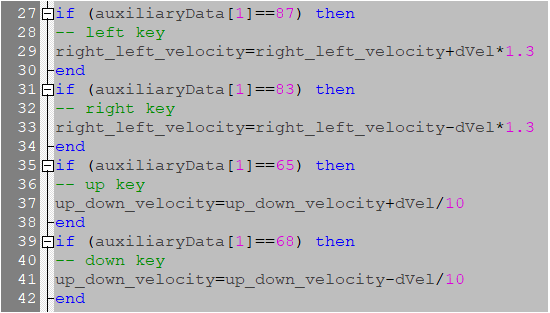 27 if (auxiliaryData[1]==87) then
28 -- left key
29 right_left_velocity=right_left_velocity+dVel*1.3
30 end
31 if (auxiliaryData[1]==83) then
32 -- right key
33 right_left_velocity=right_left_velocity-dVel*1.3
34 end
35 if (auxiliaryData[1]==65) then
36 -- up key
37 up_down_velocity=up_down_velocity+dVel/10
38 end
39 if (auxiliaryData[1]==68) then
40 -- down key
41 up_down_velocity=up_down_velocity-dVel/10
42 end